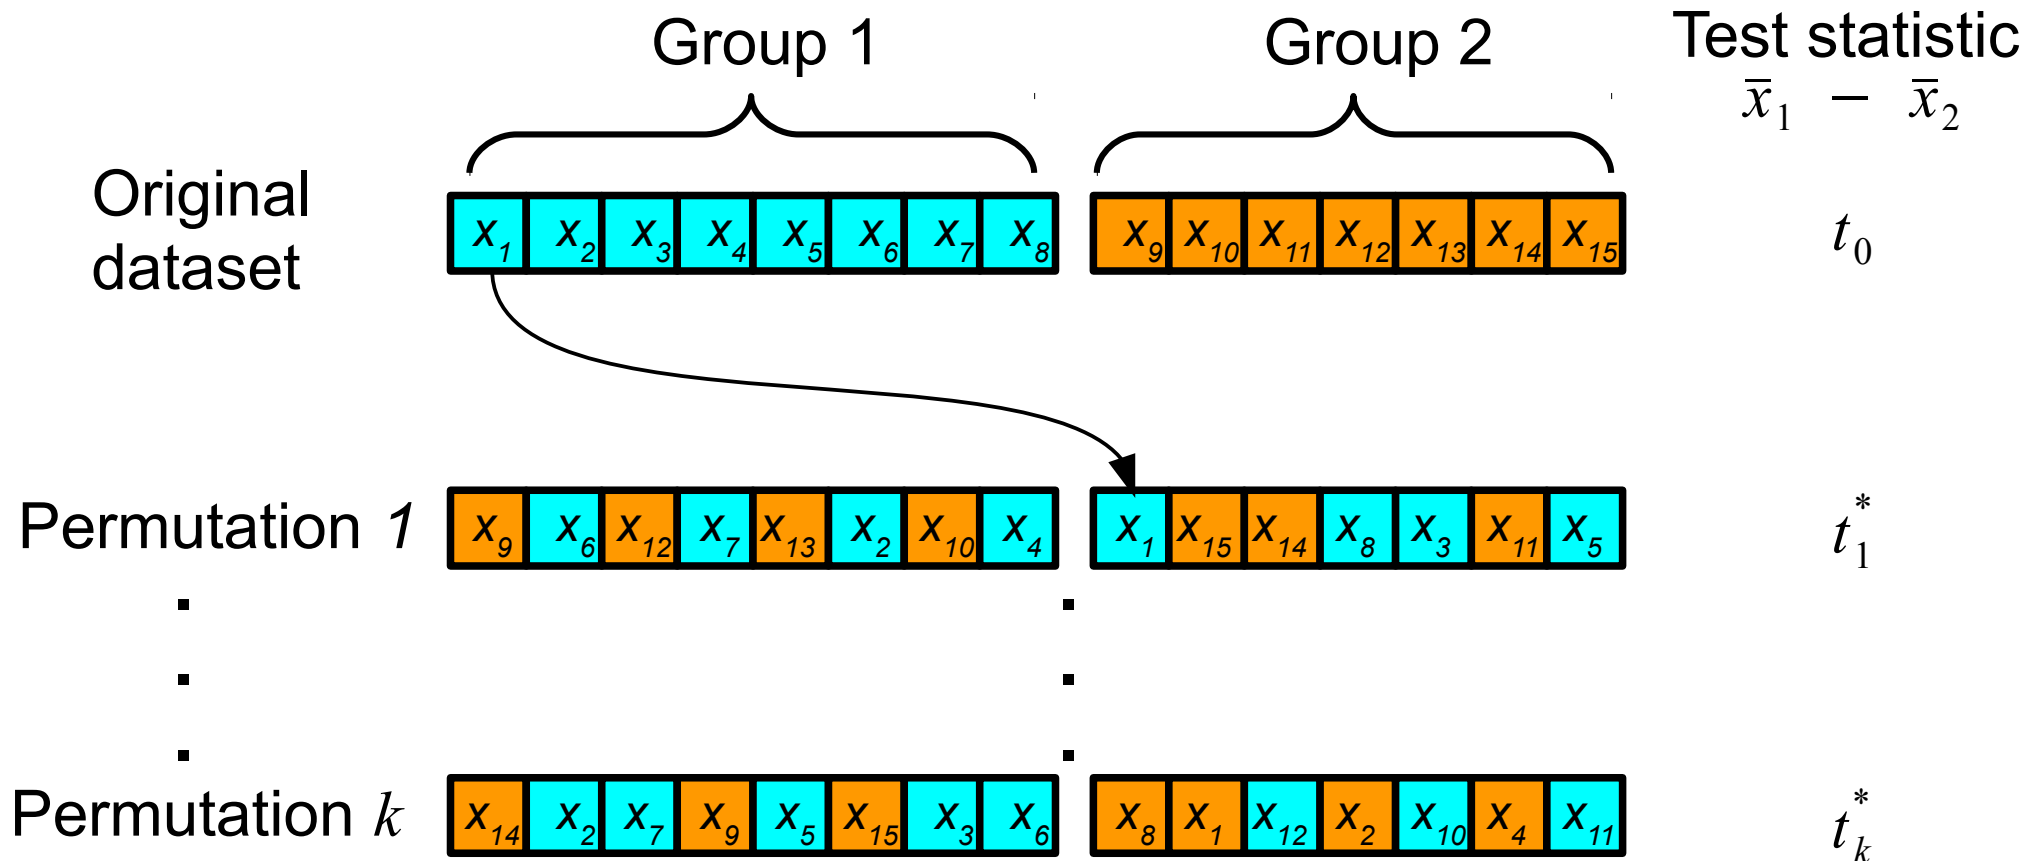 Group 1 Group 2 Test statistic
x̄₁ − x̄₂
Original
dataset
x₁ x₂ x₃ x₄ x₅ x₆ x₇ x₈ x₉ x₁₀ x₁₁ x₁₂ x₁₃ x₁₄ x₁₅ t₀
Permutation 1 x₉ x₆ x₁₂ x₇ x₁₃ x₂ x₁₀ x₄ x₁ x₁₅ x₁₄ x₈ x₃ x₁₁ x₅ t₁*
Permutation k x₁₄ x₂ x₇ x₉ x₅ x₁₅ x₃ x₆ x₈ x₁ x₁₂ x₂ x₁₀ x₄ x₁₁ tₖ*